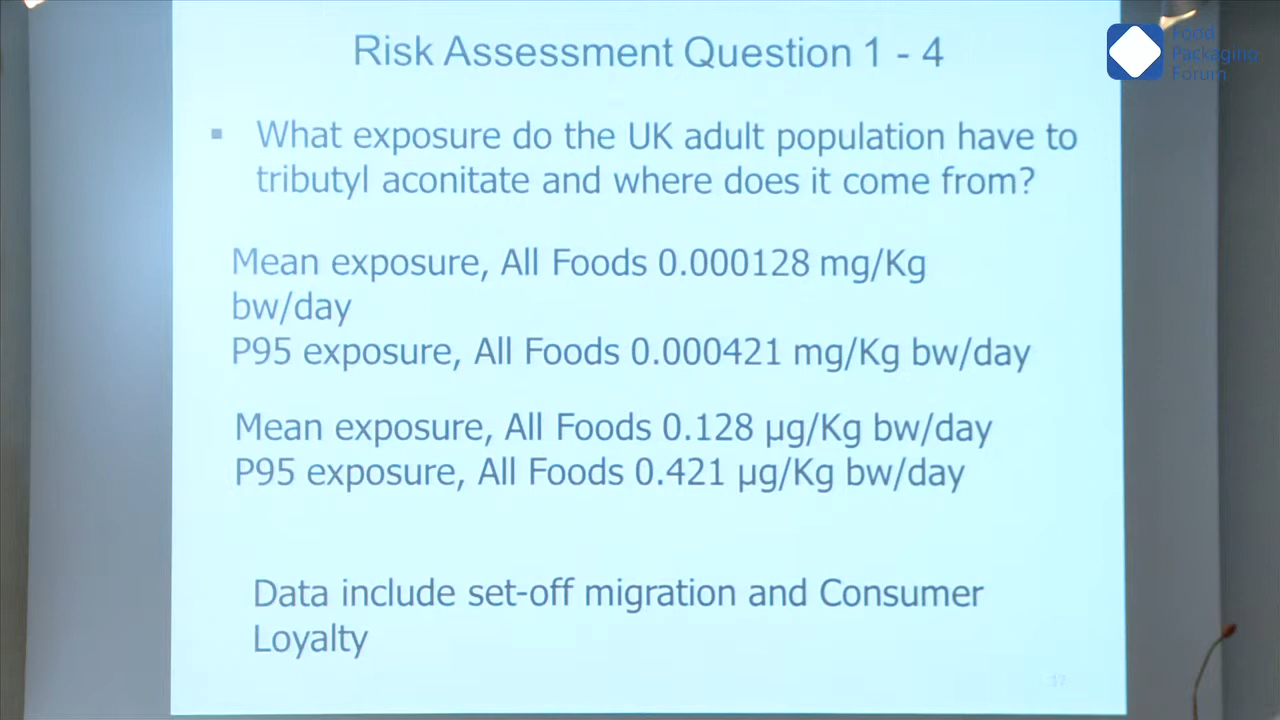 Risk Assessment Question 1 - 4
Food
Packaging
Forum
▪ What exposure do the UK adult population have to
tributyl aconitate and where does it come from?
Mean exposure, All Foods 0.000128 mg/Kg
bw/day
P95 exposure, All Foods 0.000421 mg/Kg bw/day
Mean exposure, All Foods 0.128 µg/Kg bw/day
P95 exposure, All Foods 0.421 µg/Kg bw/day
Data include set-off migration and Consumer
Loyalty
37